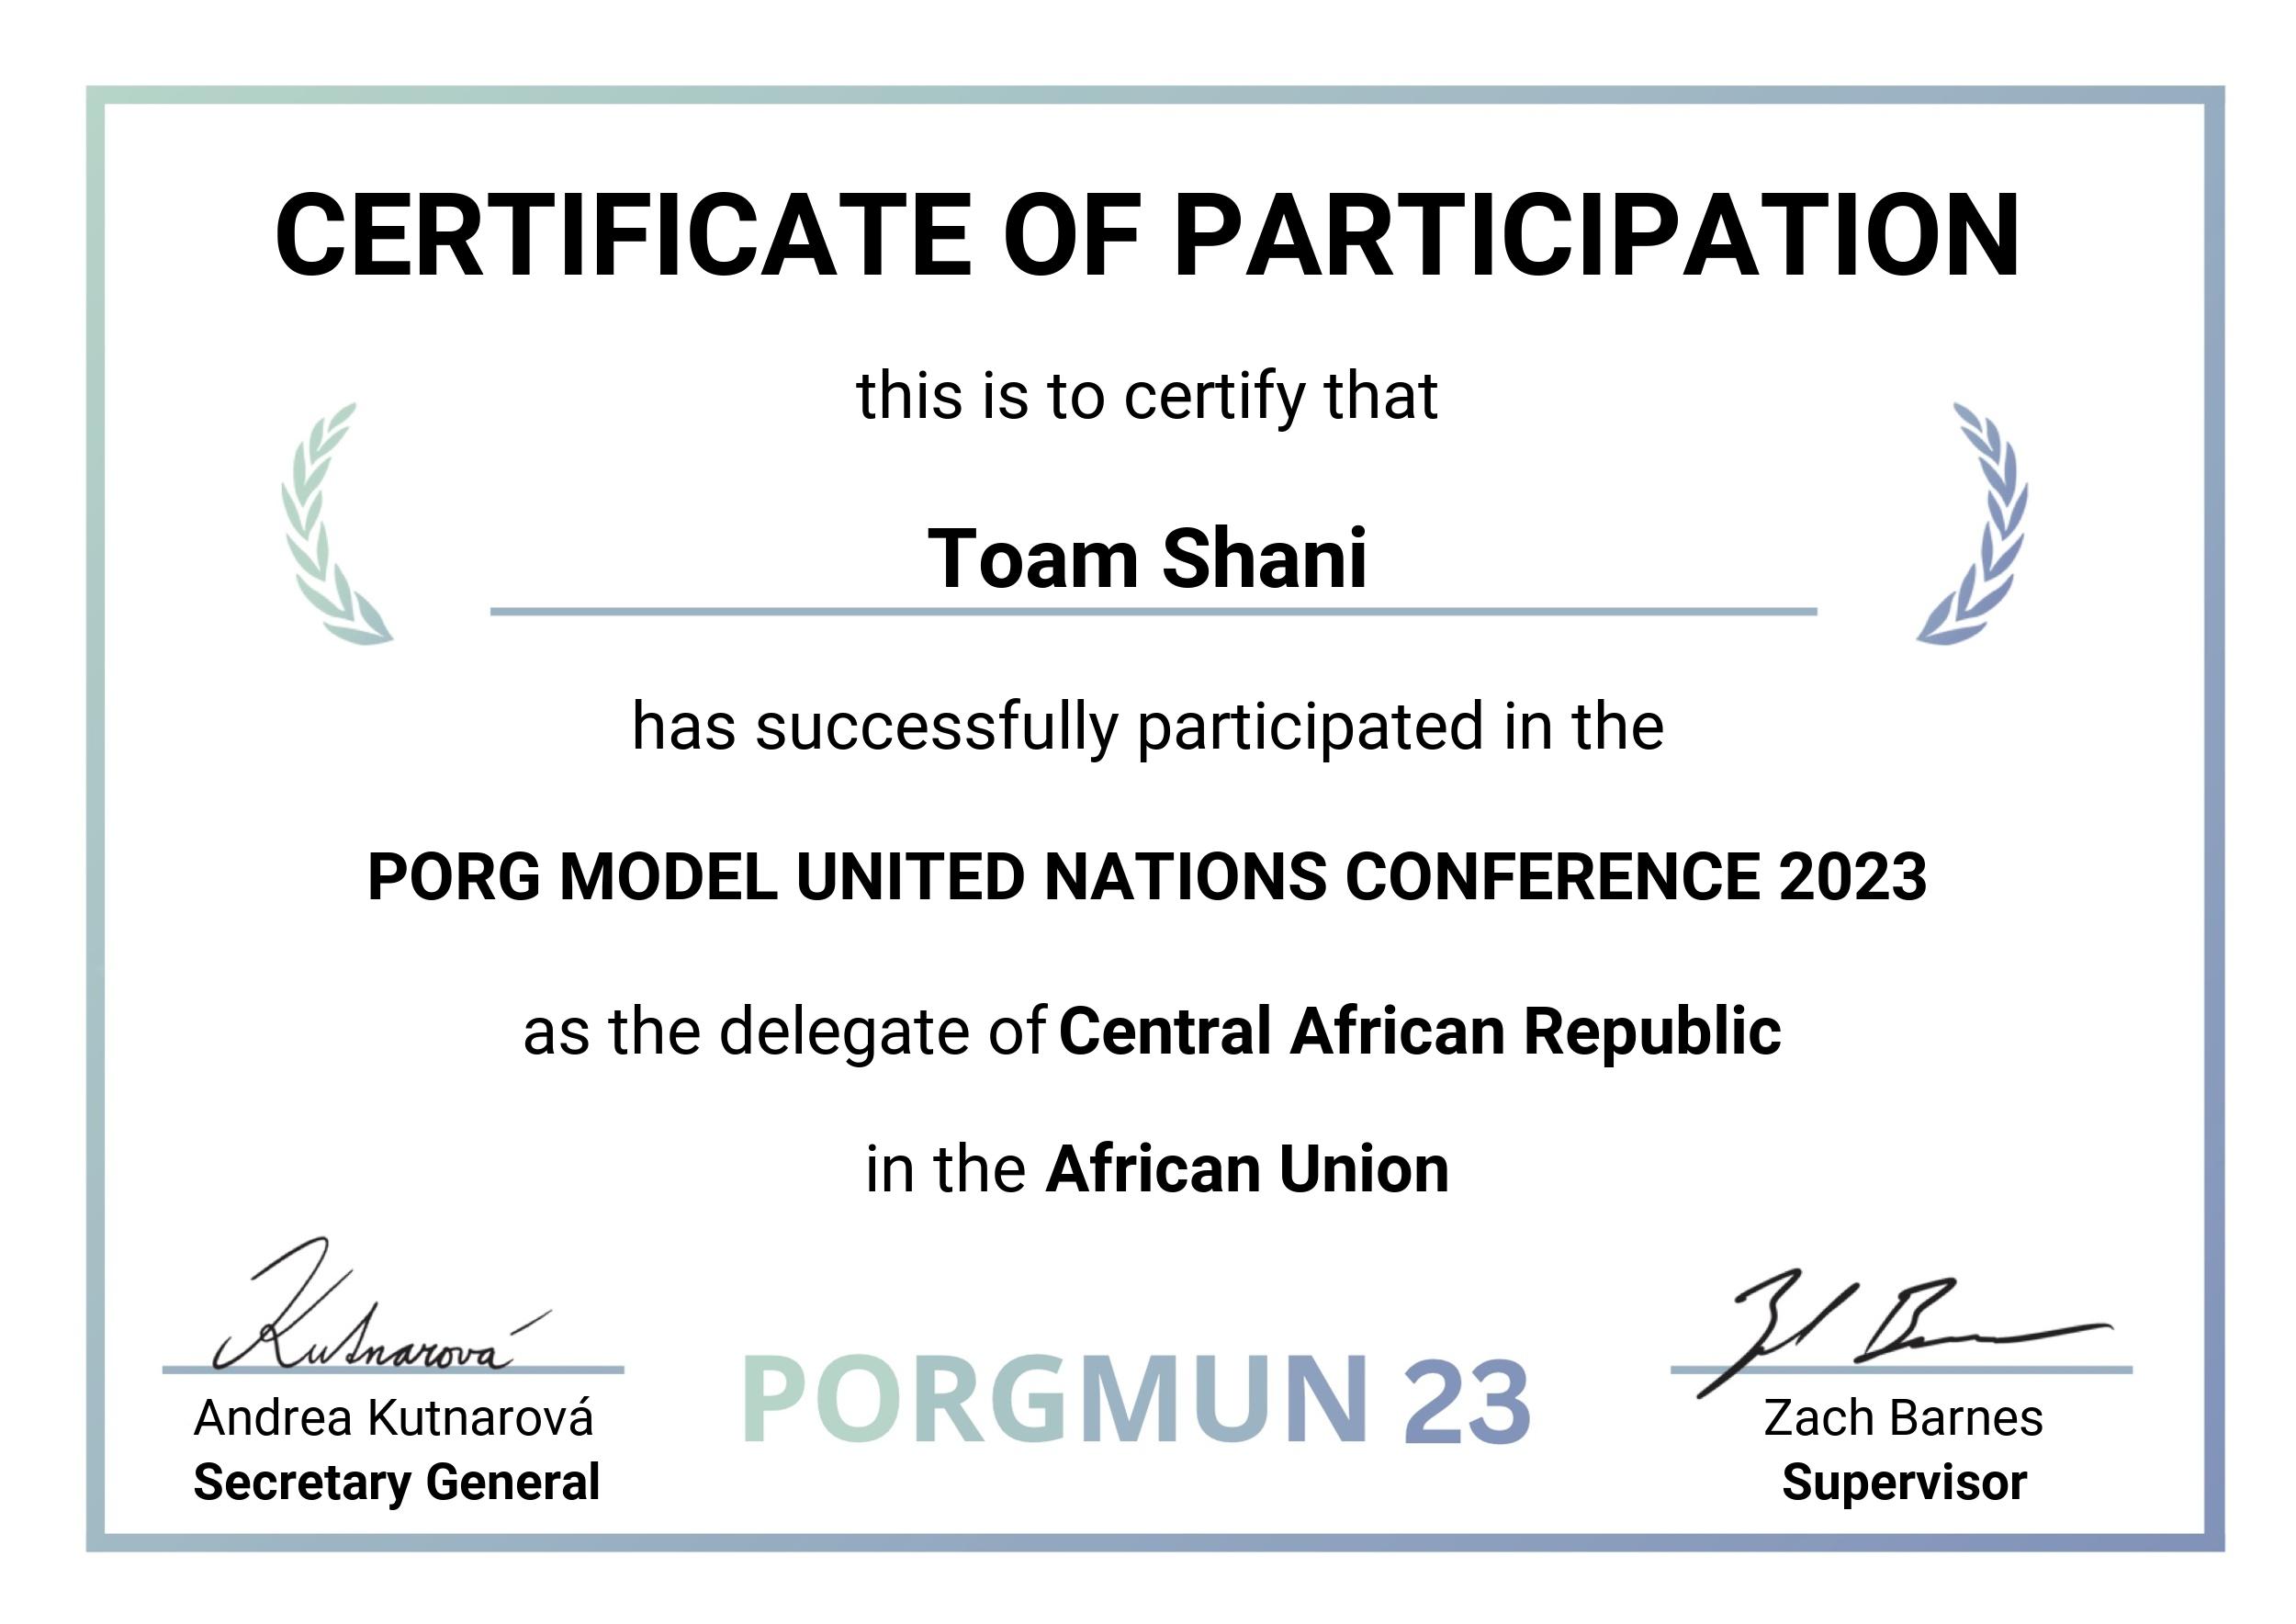 CERTIFICATE OF PARTICIPATION
this is to certify that
Toam Shani
has successfully participated in the
PORG MODEL UNITED NATIONS CONFERENCE 2023
as the delegate of Central African Republic
in the African Union
Kutnarová
Andrea Kutnarová
Secretary General
PORGMUN 23
Zach Barnes
Supervisor